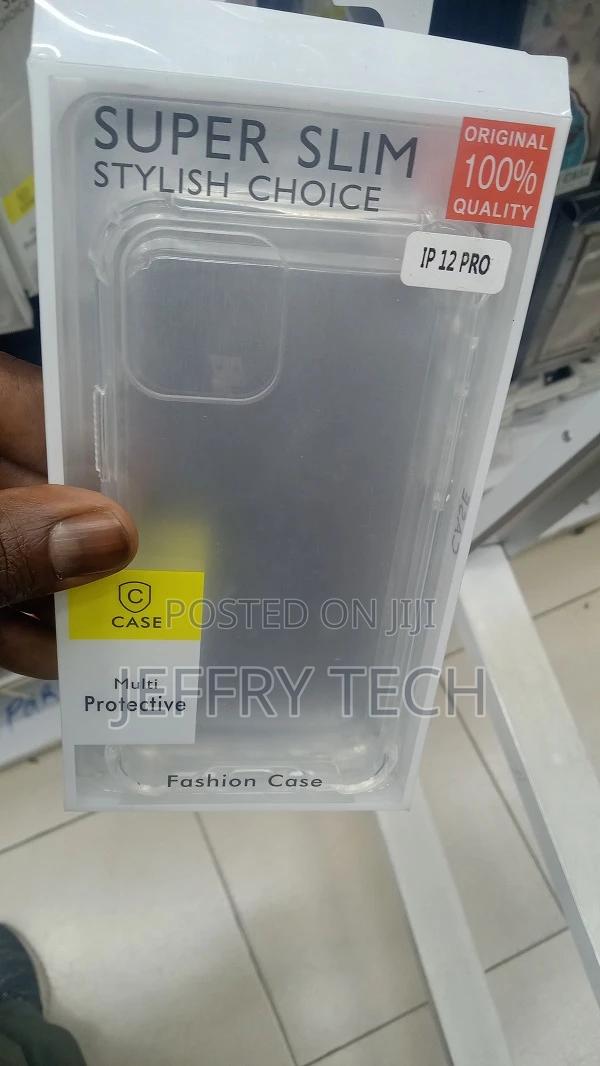 SUPER SLIM
STYLISH CHOICE
ORIGINAL
100%
QUALITY
IP 12 PRO
CASE
C
CASE
POSTED ON JIJI
JEFFRY TECH
Multi
Protective
Fashion Case